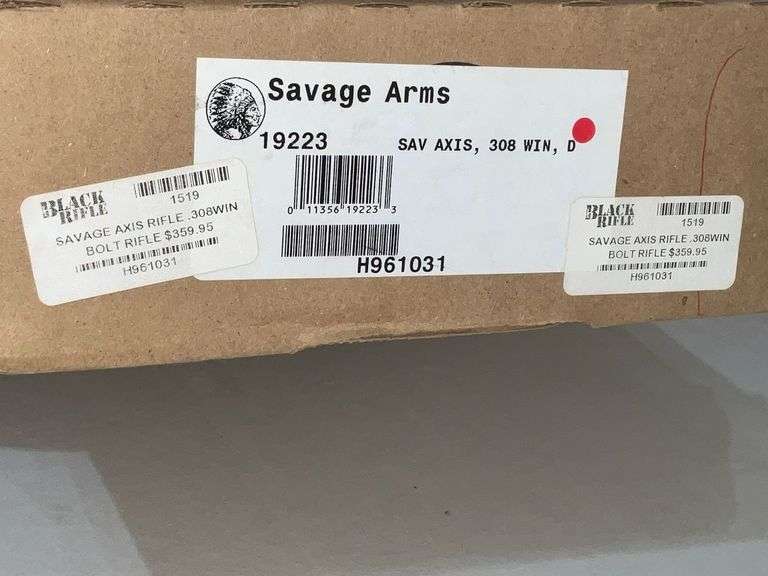 Savage Arms
19223
SAV AXIS, 308 WIN, D
0 11356 19223 3
H961031
BLACK
RIFLE
1519
SAVAGE AXIS RIFLE .308WIN
BOLT RIFLE $359.95
H961031
BLACK
RIFLE
1519
SAVAGE AXIS RIFLE .308WIN
BOLT RIFLE $359.95
H961031